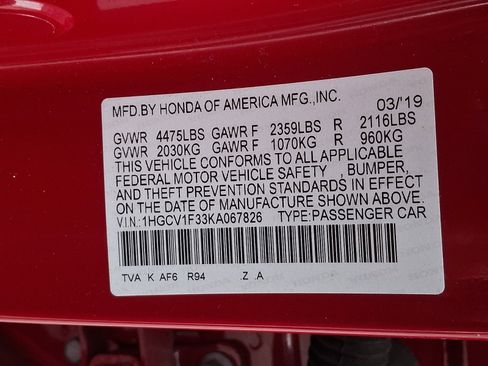 MFD.BY HONDA OF AMERICA MFG.,INC. 03/'19
GVWR 4475LBS GAWR F 2359LBS R 2116LBS
GVWR 2030KG GAWR F 1070KG R 960KG
THIS VEHICLE CONFORMS TO ALL APPLICABLE
FEDERAL MOTOR VEHICLE SAFETY , BUMPER,
AND THEFT PREVENTION STANDARDS IN EFFECT
ON THE DATE OF MANUFACTURE SHOWN ABOVE.
V.I.N:1HGCV1F33KA067826 TYPE:PASSENGER CAR
TVA K AF6 R94 .Z .A